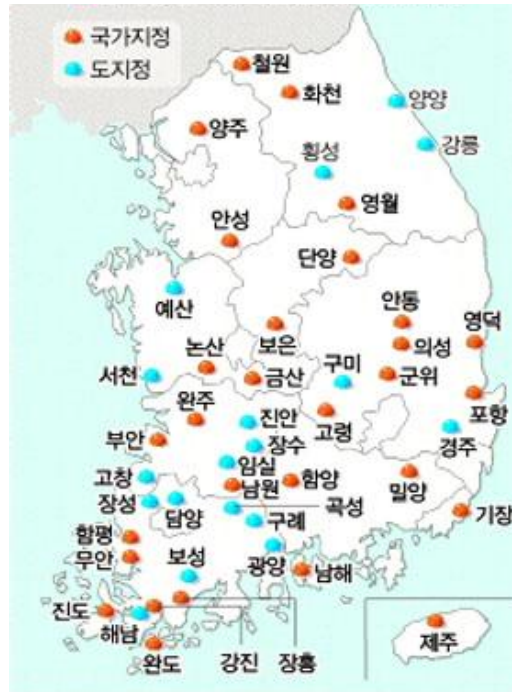 국가지정
도지정
철원
화천
양양
양주
강릉
횡성
영월
안성
단양
예산
안동
영덕
보은
의성
논산
구미
서천
금산
군위
완주
포항
진안
고령
부안
경주
장수
임실
고창
남원
함양
밀양
장성
담양
곡성
기장
구례
함평
무안
보성
광양
남해
진도
해남
제주
완도
강진
장흥